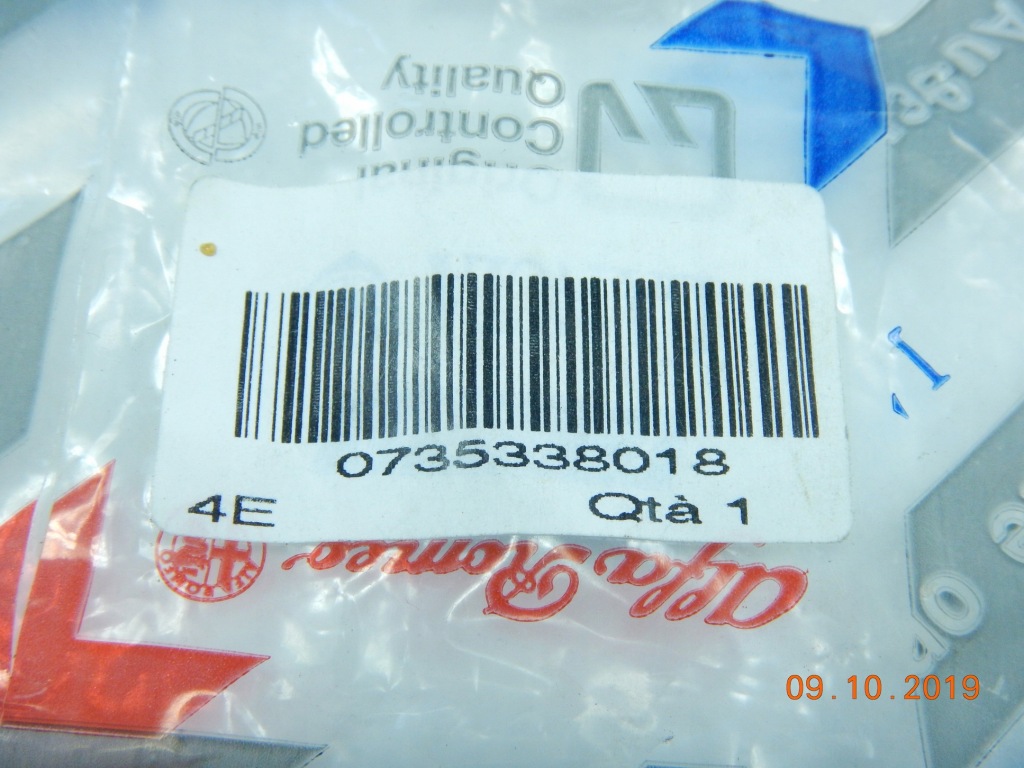 Quality
Controlled
Original
0735338018
4E Qtà 1
Alfa Romeo
09.10.2019